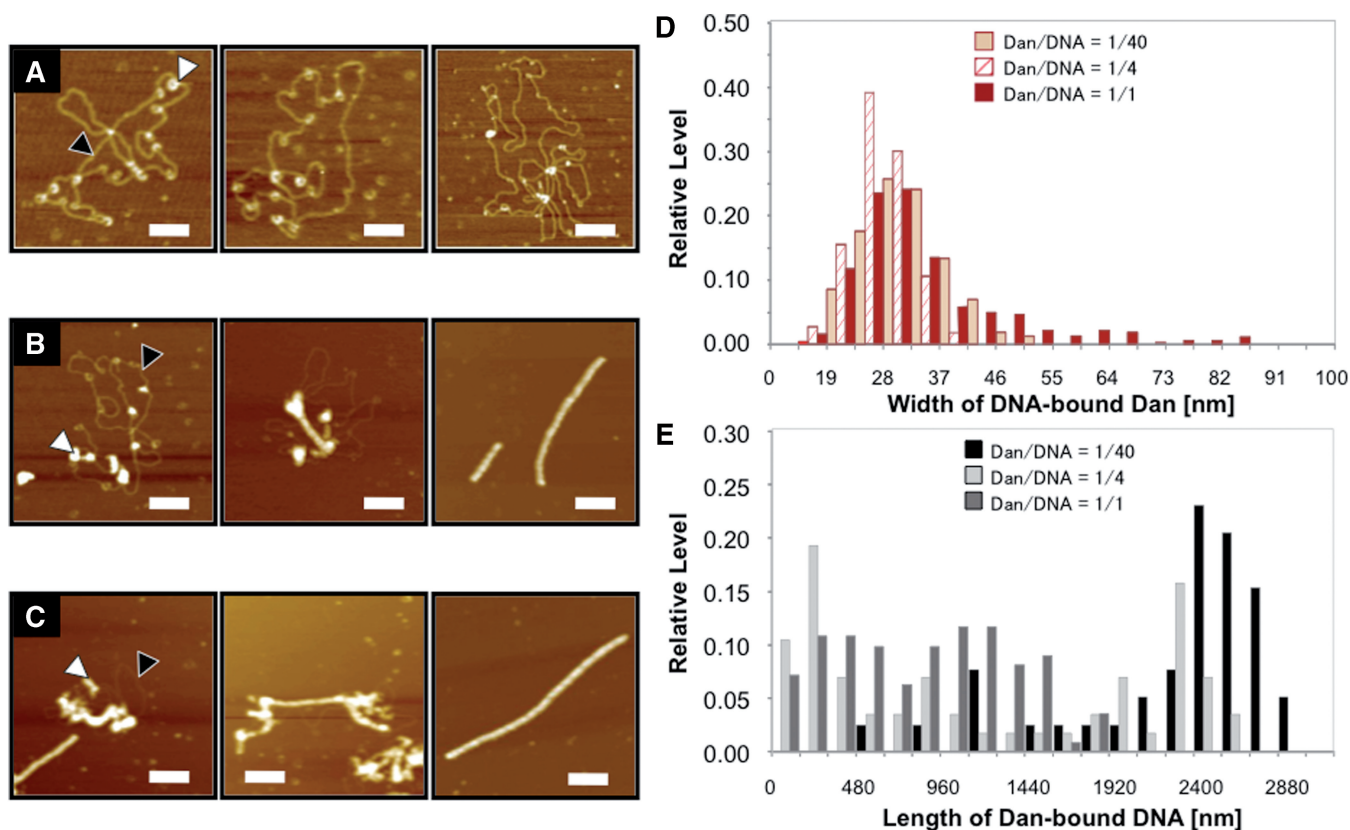 A
B
C
D
0.50
0.40
0.30
0.20
0.10
0.00
Relative Level
Dan/DNA = 1/40
Dan/DNA = 1/4
Dan/DNA = 1/1
0 19 28 37 46 55 64 73 82 91 100
Width of DNA-bound Dan [nm]
E
0.30
0.25
0.20
0.15
0.10
0.05
0.00
Relative Level
Dan/DNA = 1/40
Dan/DNA = 1/4
Dan/DNA = 1/1
0 480 960 1440 1920 2400 2880
Length of Dan-bound DNA [nm]